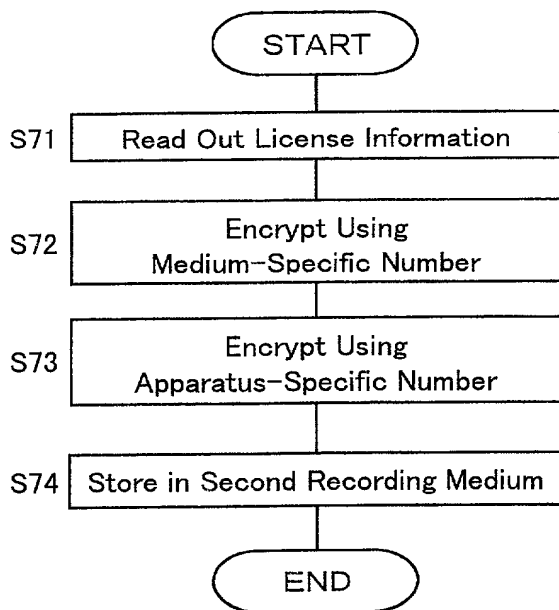 START
S71 Read Out License Information
S72 Encrypt Using
Medium-Specific Number
S73 Encrypt Using
Apparatus-Specific Number
S74 Store in Second Recording Medium
END